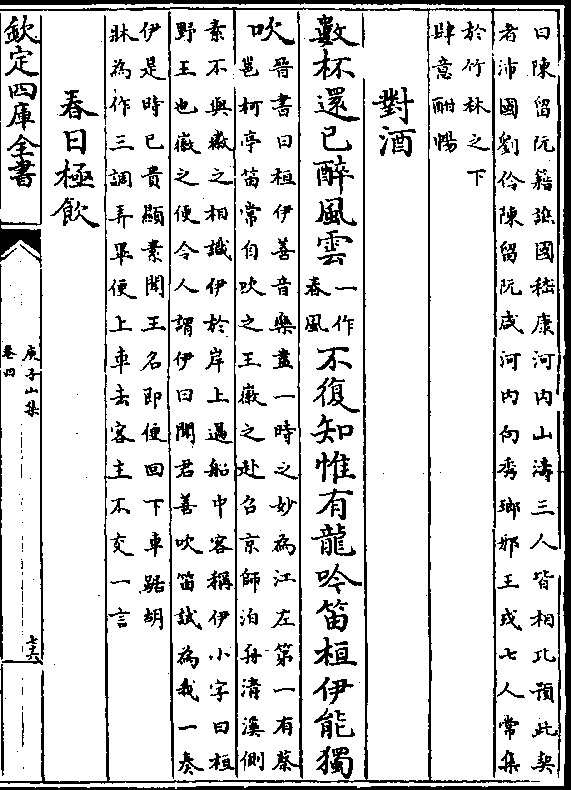 曰陳留阮籍譙國嵇康河内山濤三人皆相比預此契
者沛國劉伶陳留阮咸河内向秀瑯邪王戎七人常集
於竹林之下
肆意酣暢
對酒
數杯還已醉風雲
一作
春風
不復知惟有龍吟笛桓伊能獨
吹
晉書曰桓伊善音樂盡一時之妙為江左第一有蔡
邕柯亭笛常自吹之王徽之赴召京師泊舟清溪側
素不與徽之相識伊於岸上過船中客稱伊小字曰桓
野王也徽之便令人謂伊曰聞君善吹笛試為我一奏
伊是時已貴顯素聞王名即便回下車踞胡
牀為作三調弄畢便上車去客主不交一言
春日極飲
欽定四庫全書
庾子山集
卷四
七六